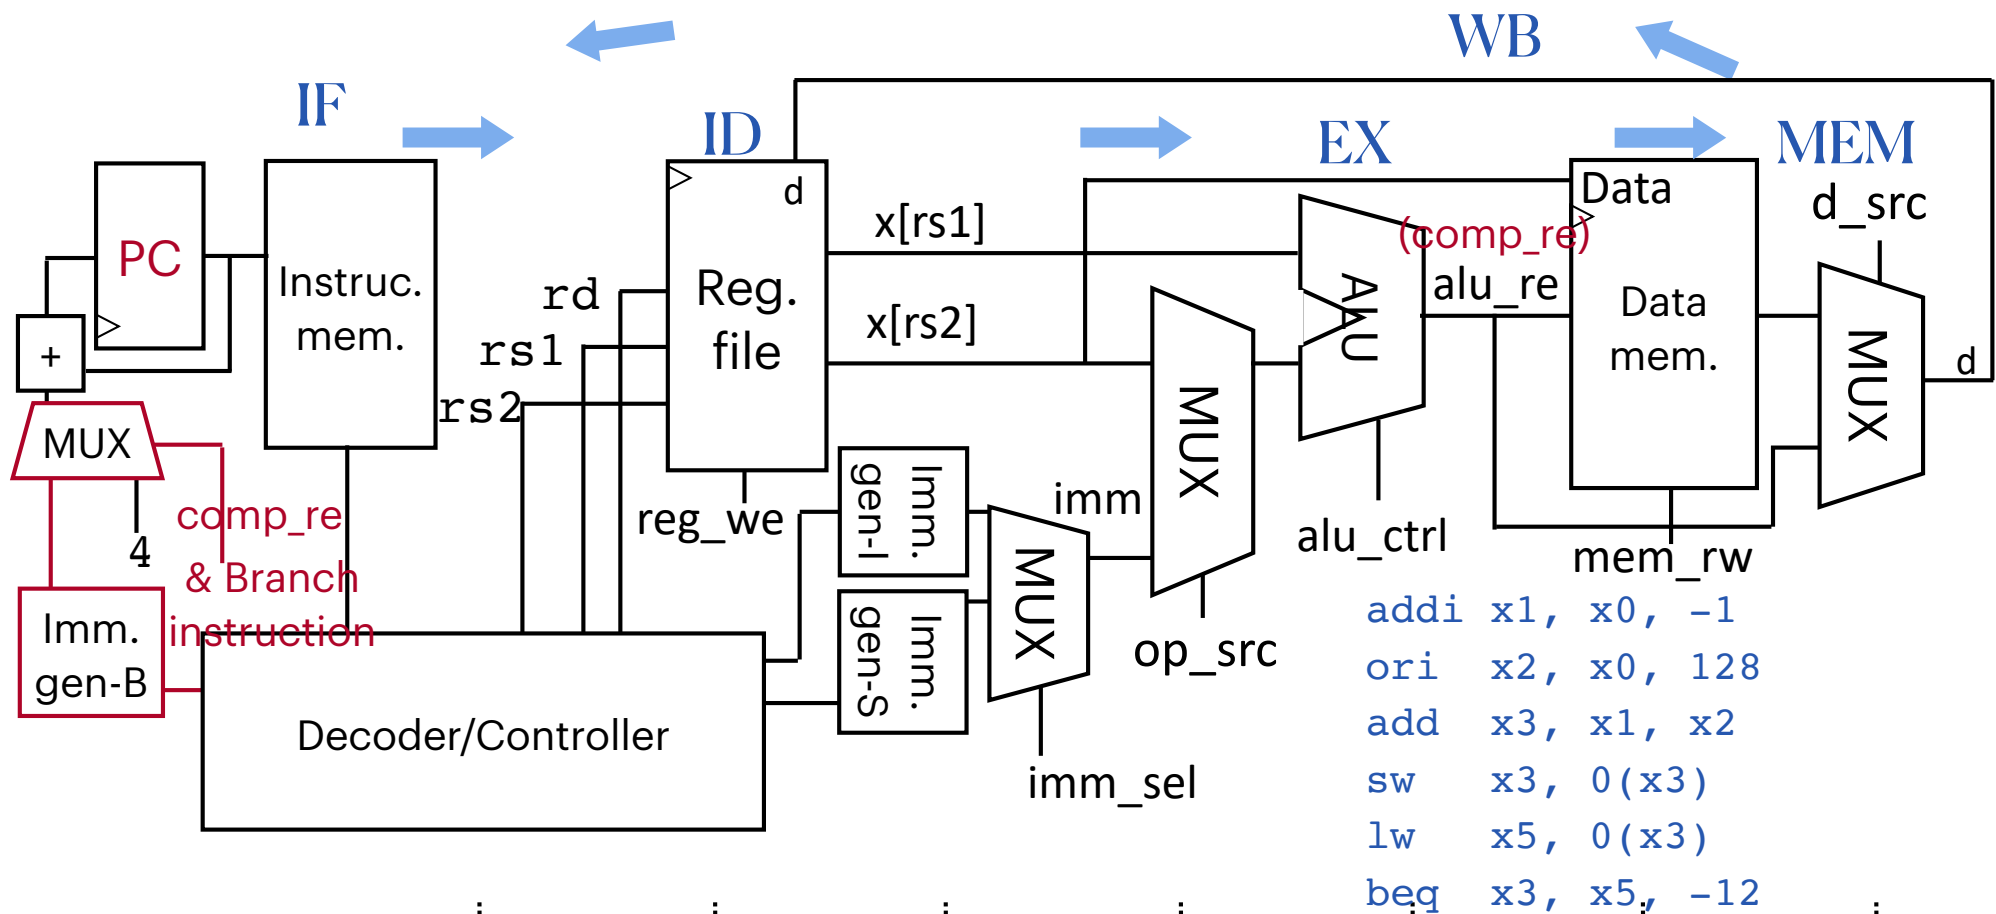 WB
IF
ID
EX
MEM
PC
Instruc.
mem.
+
MUX
4
comp_re
& Branch
instruction
Imm.
gen-B
Decoder/Controller
rd
rs1
rs2
d
Reg.
file
reg_we
x[rs1]
x[rs2]
Imm.
gen-I
Imm.
gen-S
MUX
imm_sel
imm
MUX
op_src
ALU
alu_ctrl
(comp_re)
alu_re
Data
Data
mem.
mem_rw
d_src
MUX
d
addi x1, x0, -1
ori x2, x0, 128
add x3, x1, x2
sw x3, 0(x3)
lw x5, 0(x3)
beq x3, x5, -12